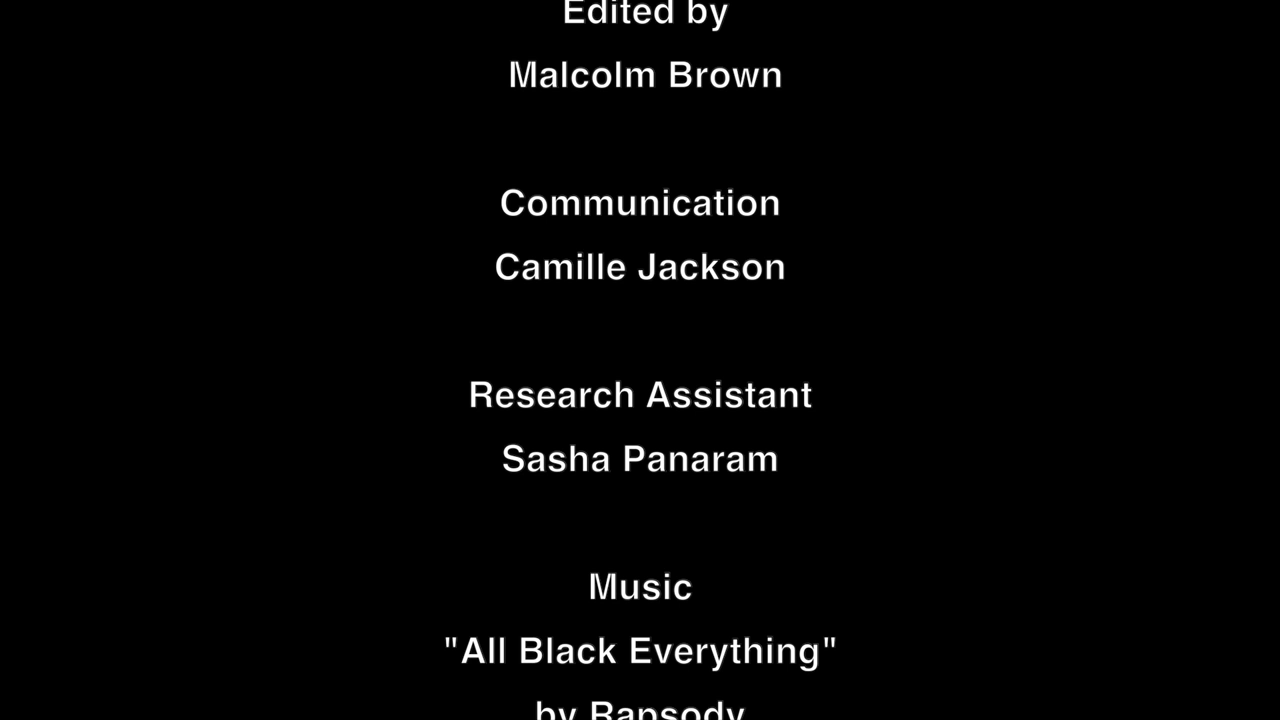 Edited by
Malcolm Brown
Communication
Camille Jackson
Research Assistant
Sasha Panaram
Music
"All Black Everything"
by Rapsody